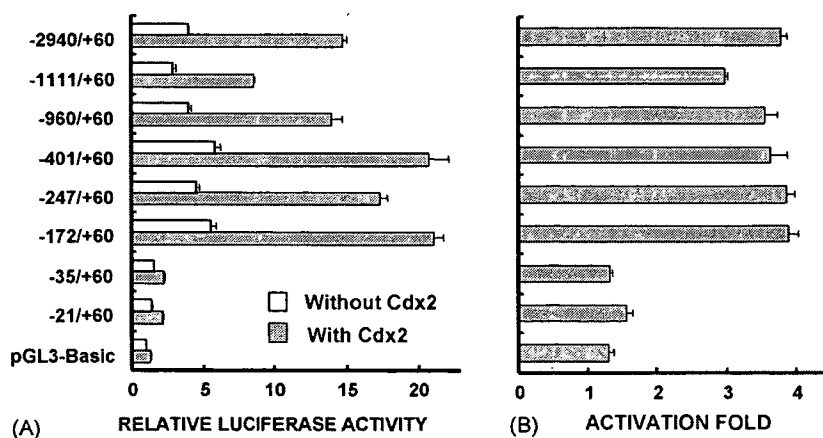 -2940/+60
-1111/+60
-960/+60
-401/+60
-247/+60
-172/+60
-35/+60
-21/+60
pGL3-Basic
Without Cdx2
With Cdx2
0 5 10 15 20
(A) RELATIVE LUCIFERASE ACTIVITY
0 1 2 3 4
(B) ACTIVATION FOLD